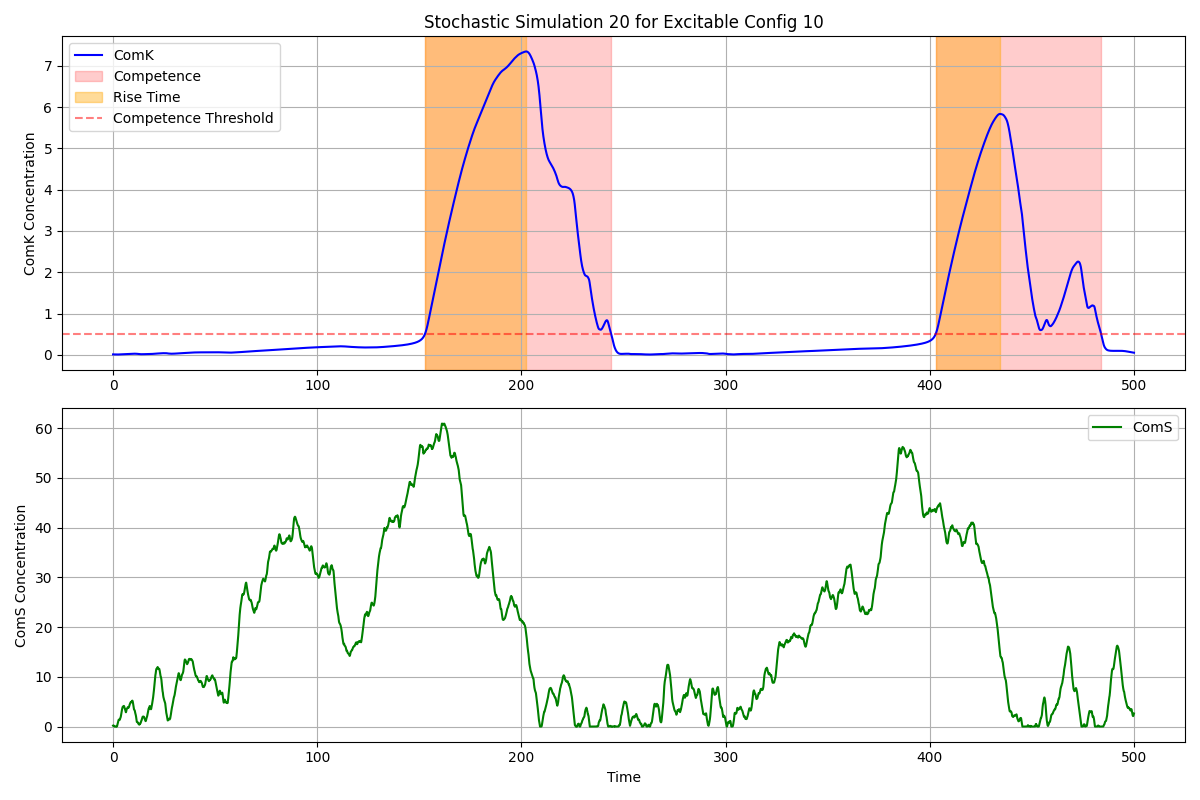 Stochastic Simulation 20 for Excitable Config 10
ComK
Competence
Rise Time
Competence Threshold
ComK Concentration
7
6
5
4
3
2
1
0
0 100 200 300 400 500
ComS
ComS Concentration
60
50
40
30
20
10
0
0 100 200 300 400 500
Time